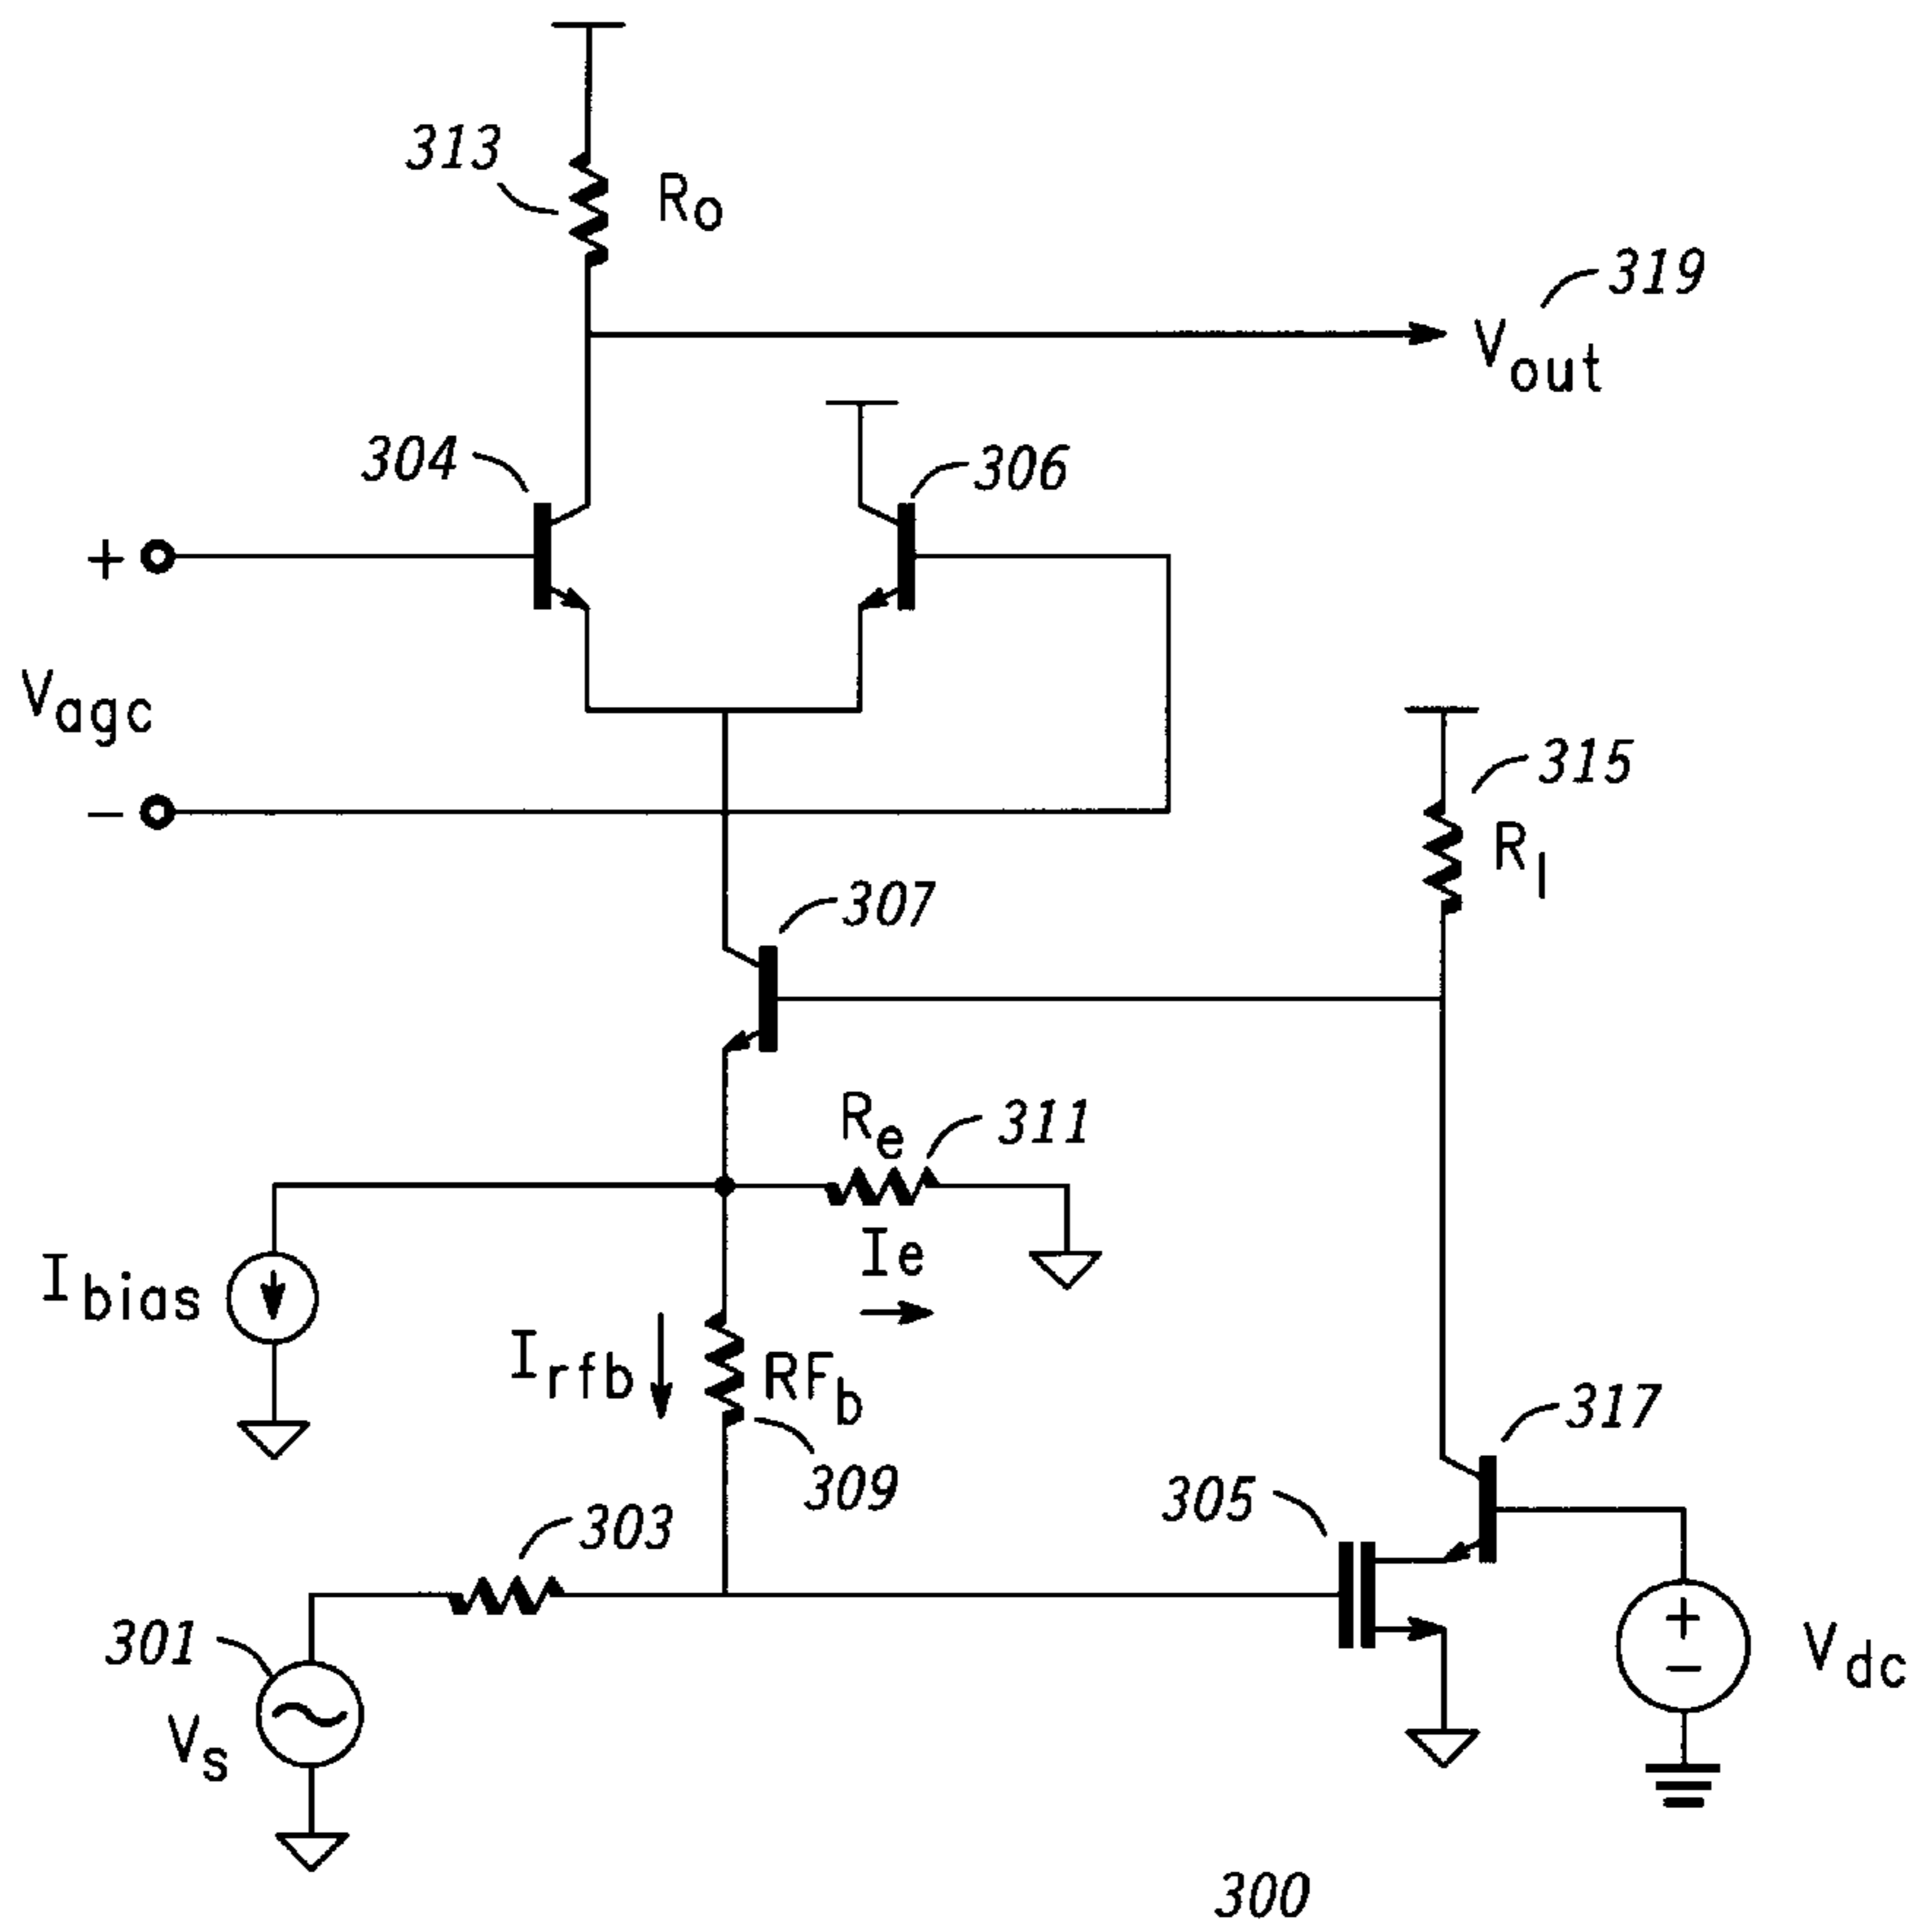 313
Ro
319
Vout
304
306
+
Vagc
−
315
Rl
307
Re
311
Ie
Ibias
Irfb
RFb
309
317
305
303
301
Vs
+
−
Vdc
300